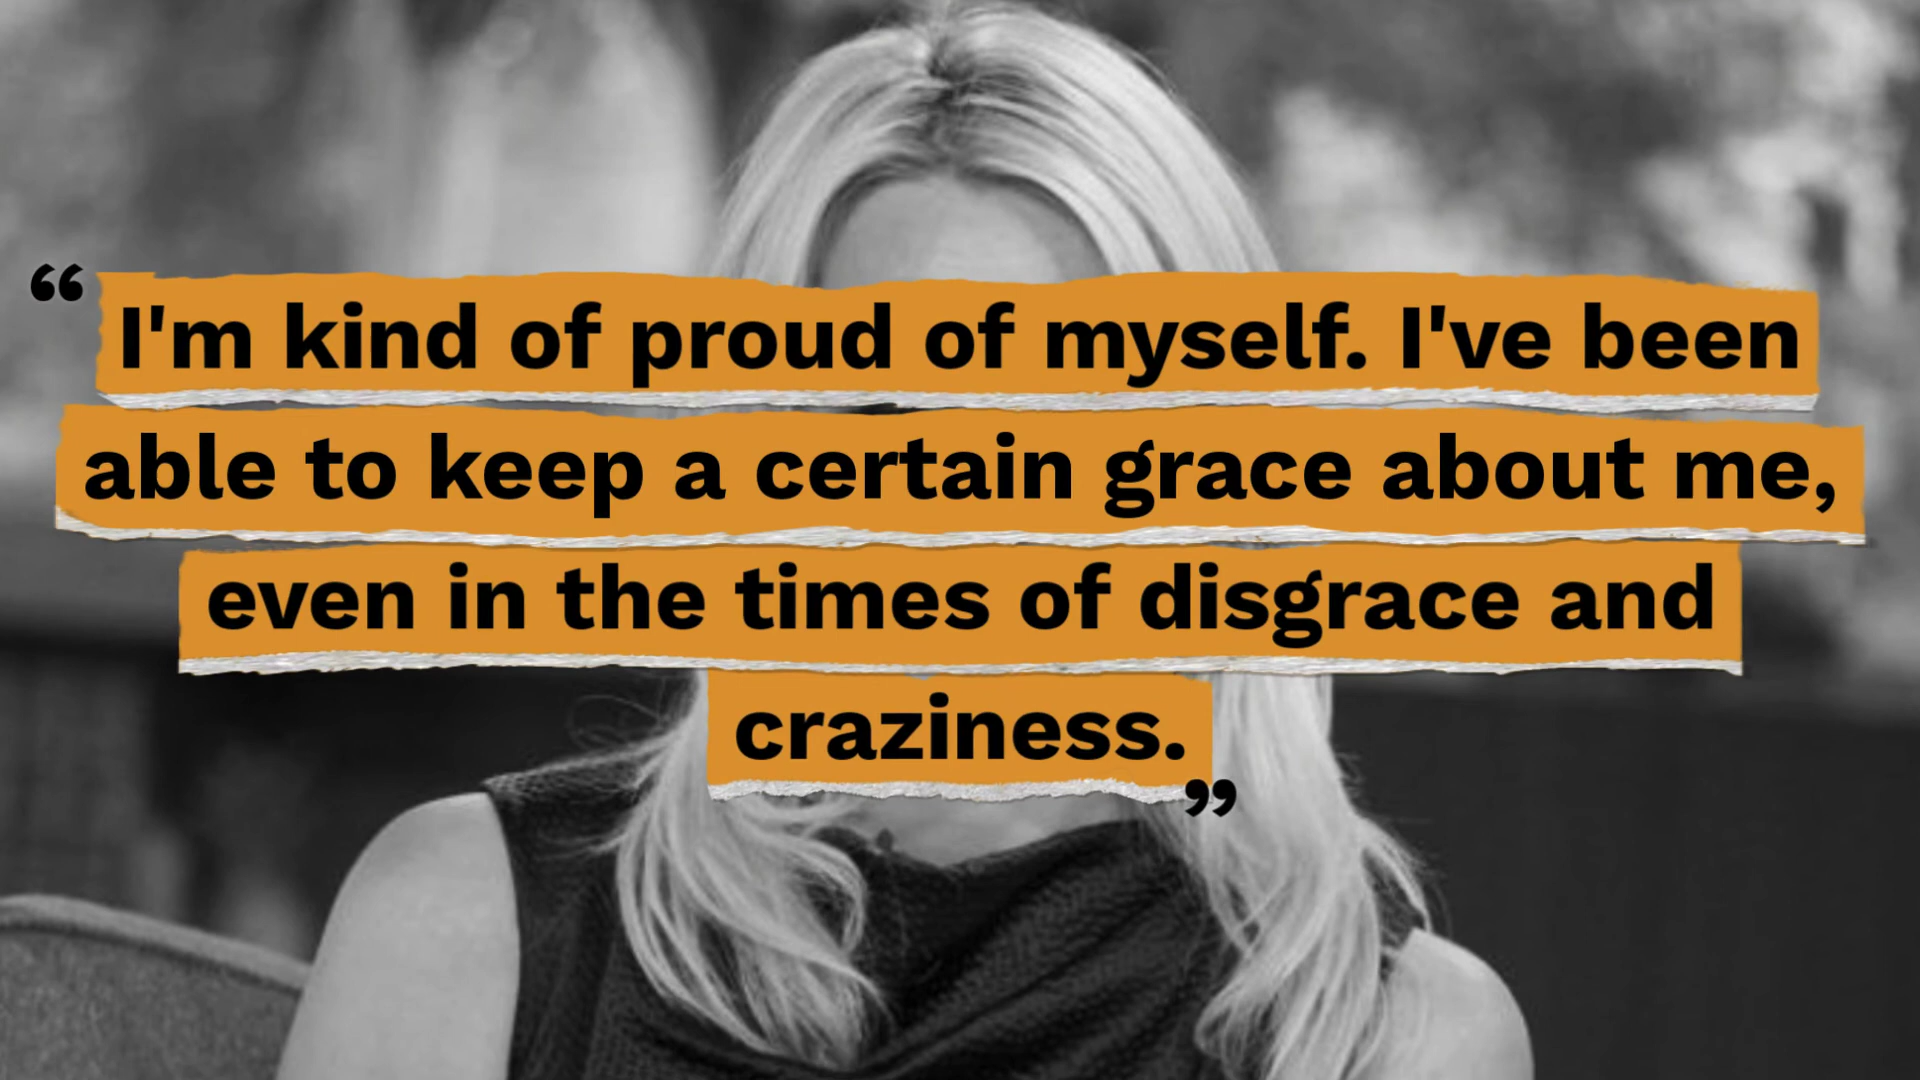 “I'm kind of proud of myself. I've been
able to keep a certain grace about me,
even in the times of disgrace and
craziness.”